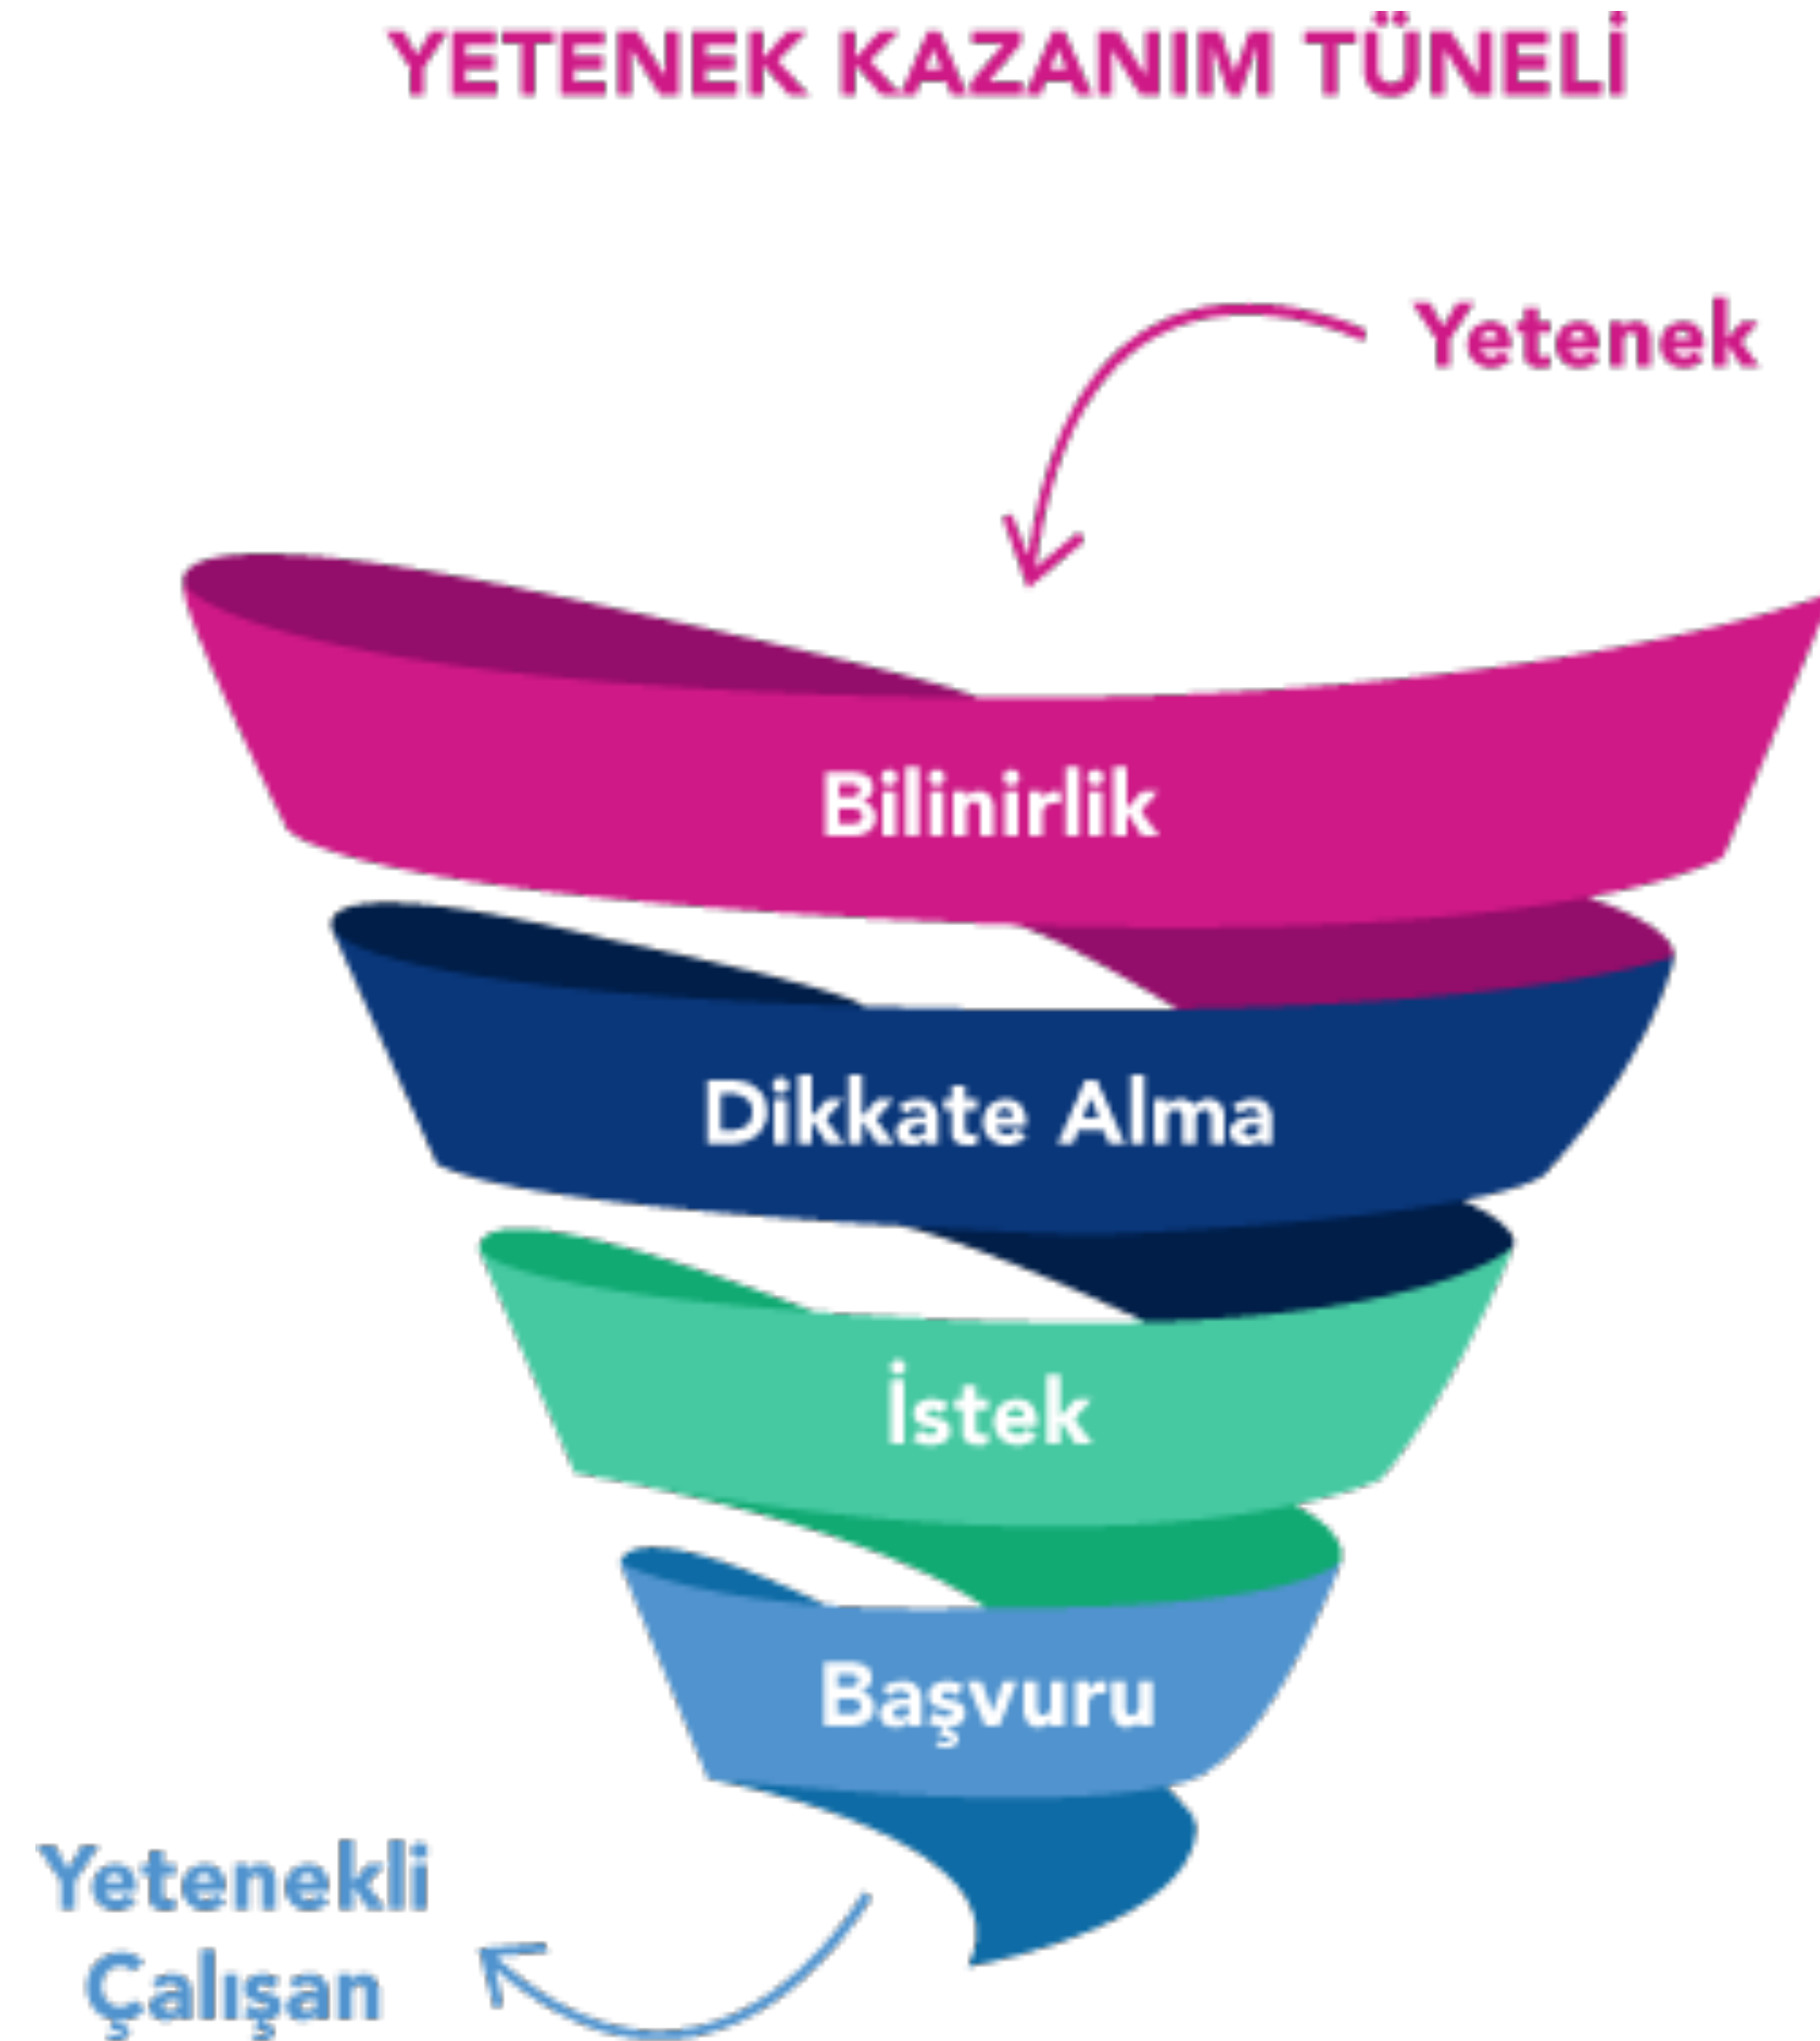 YETENEK KAZANIM TÜNELİ
Yetenek
Bilinirlik
Dikkate Alma
İstek
Başvuru
Yetenekli
Çalışan